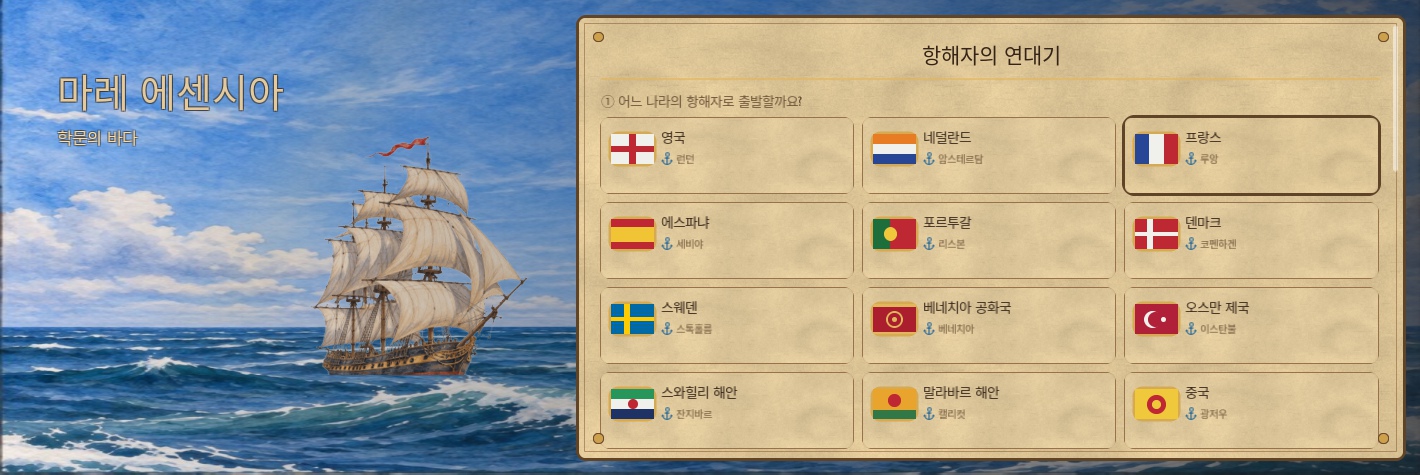 마레 에센시아
학문의 바다
항해자의 연대기
① 어느 나라의 항해자로 출발할까요?
영국
런던
네덜란드
암스테르담
프랑스
루앙
에스파냐
세비야
포르투갈
리스본
덴마크
코펜하겐
스웨덴
스톡홀름
베네치아 공화국
베네치아
오스만 제국
이스탄불
스와힐리 해안
잔지바르
말라바르 해안
캘리컷
중국
광저우